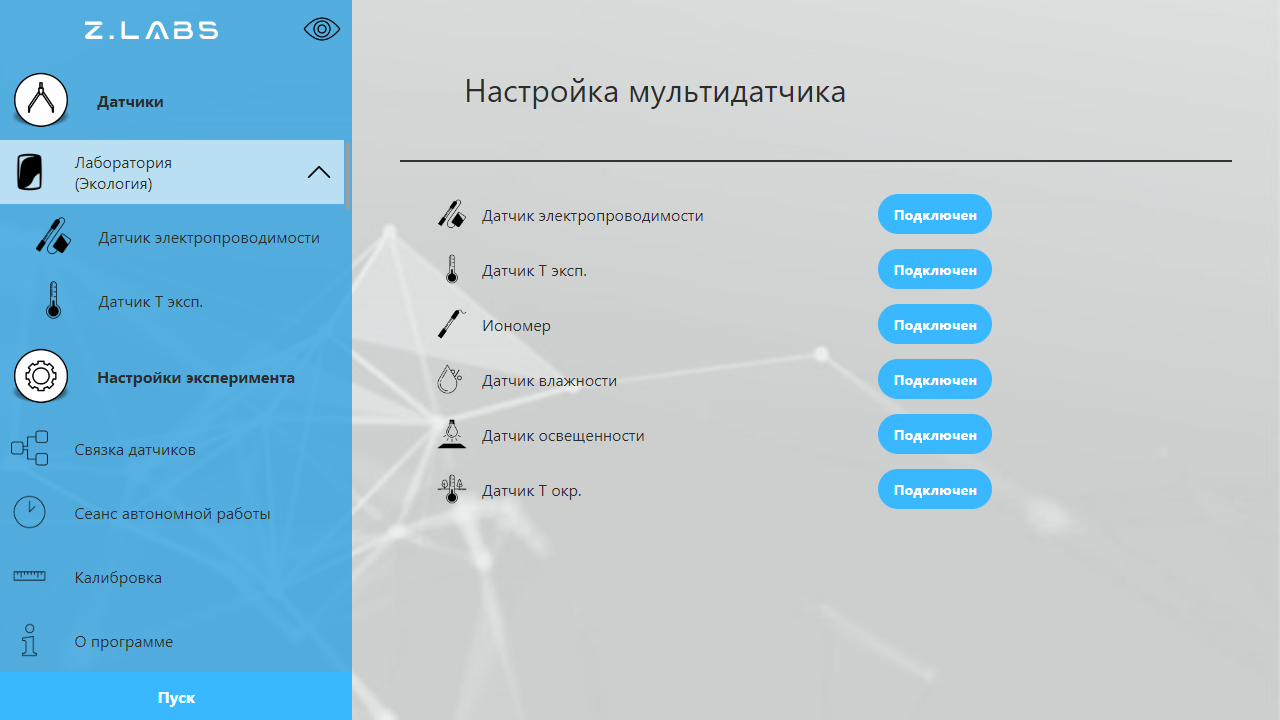 Z.LABS
Датчики
Лаборатория
(Экология)
Датчик электропроводимости
Датчик Т эксп.
Настройки эксперимента
Связка датчиков
Сеанс автономной работы
Калибровка
О программе
Пуск
Настройка мультидатчика
Датчик электропроводимости Подключен
Датчик Т эксп. Подключен
Иономер Подключен
Датчик влажности Подключен
Датчик освещенности Подключен
Датчик Т окр. Подключен